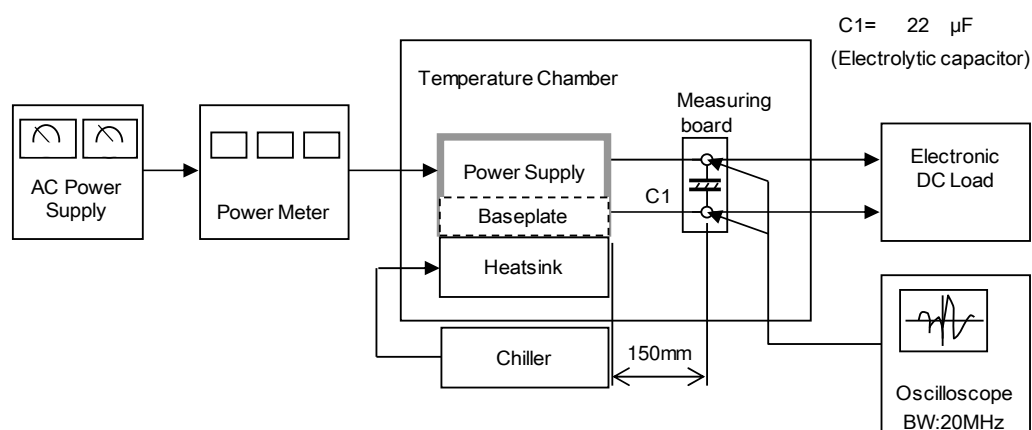 C1= 22 µF
(Electrolytic capacitor)
Temperature Chamber
Measuring
board
AC Power
Supply
Power Meter
Power Supply
Baseplate
Heatsink
C1
Electronic
DC Load
Chiller
150mm
Oscilloscope
BW:20MHz